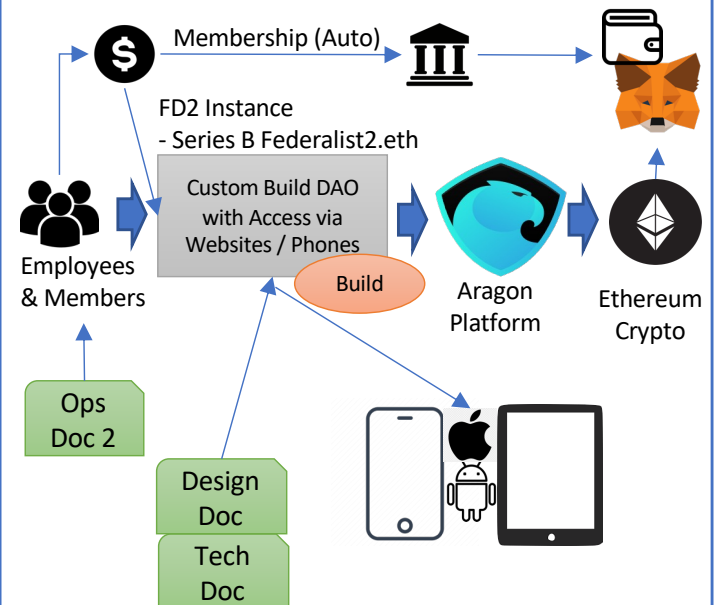 Membership (Auto)
FD2 Instance
- Series B Federalist2.eth
Custom Build DAO
with Access via
Websites / Phones
Build
Employees
& Members
Aragon
Platform
Ethereum
Crypto
Ops
Doc 2
Design
Doc
Tech
Doc